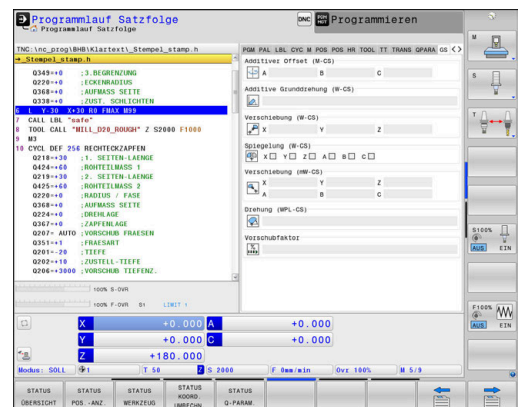 Programmlauf Satzfolge
Programmlauf Satzfolge
DNC
Programmieren
TNC:\nc_prog\BHB\Klartext\_Stempel_stamp.h
→_Stempel_stamp.h
Q349=+0 ;3.BEGRENZUNG
Q220=+0 ;ECKENRADIUS
Q368=+0 ;AUFMASS SEITE
Q338=+0 ;ZUST. SCHLICHTEN
6 L Y-30 X+30 R0 FMAX M99
7 CALL LBL "safe"
8 TOOL CALL "MILL_D20_ROUGH" Z S2000 F1000
9 M3
10 CYCL DEF 256 RECHTECKZAPFEN
Q218=+30 ;1. SEITEN-LAENGE
Q424=+60 ;ROHTEILMASS 1
Q219=+30 ;2. SEITEN-LAENGE
Q425=+60 ;ROHTEILMASS 2
Q220=+0 ;RADIUS / FASE
Q368=+0 ;AUFMASS SEITE
Q224=+0 ;DREHLAGE
Q367=+0 ;ZAPFENLAGE
Q207= AUTO ;VORSCHUB FRAESEN
Q351=+1 ;FRAESART
Q201=-20 ;TIEFE
Q202=+10 ;ZUSTELL-TIEFE
Q206=+3000 ;VORSCHUB TIEFENZ.
100% S-OVR
100% F-OVR S1 LIMIT 1
PGM PAL LBL CYC M POS POS HR TOOL TT TRANS QPARA GS
Additiver Offset (M-CS)
A B C
Additive Grunddrehung (W-CS)
Verschiebung (W-CS)
X Y Z
Spiegelung (W-CS)
X Y Z A B C
Verschiebung (mW-CS)
X Y Z
A B C
Drehung (WPL-CS)
Vorschubfaktor
%
X +0.000 A +0.000
Y +0.000 C +0.000
Z +180.000
Modus: SOLL 1 T 50 Z S 2000 F 0mm/min Ovr 100% M 5/9
STATUS ÜBERSICHT
STATUS POS.-ANZ.
STATUS WERKZEUG
STATUS KOORD. UMRECHN.
STATUS Q-PARAM.
M
S
T
S100%
AUS EIN
F100%
AUS EIN